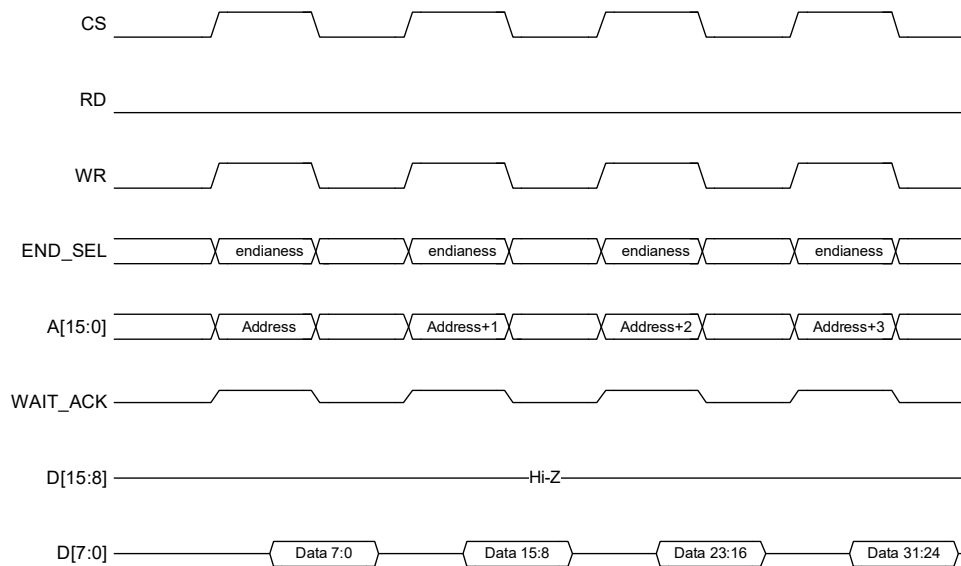 CS
RD
WR
END_SEL endianess endianess endianess endianess
A[15:0] Address Address+1 Address+2 Address+3
WAIT_ACK
D[15:8] Hi-Z
D[7:0] Data 7:0 Data 15:8 Data 23:16 Data 31:24